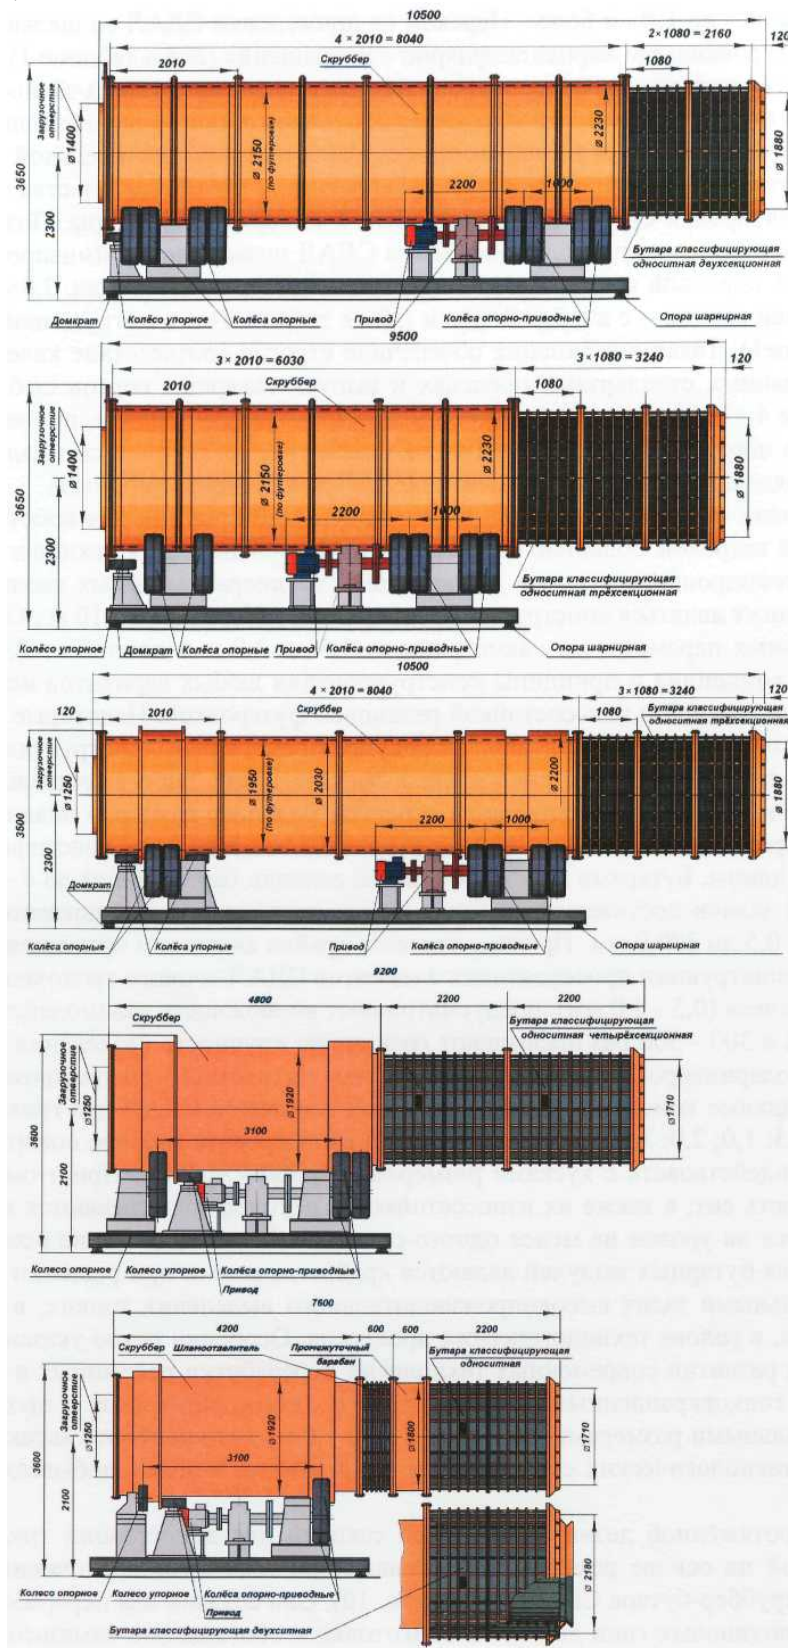 10500
4 × 2010= 8040
2×1080= 2160
120
2010
Скруббер
1080
Загрузочное
отверстие
3650
2300
⌀ 1400
⌀ 2150
(по футеровке)
⌀ 2230
⌀ 1880
2200
1000
Бутара классифицирующая
односитная двухсекционная
Домкрат
Колёсо упорное
Колёса опорные
Привод
Колёса опорно-приводные
Опора шарнирная
9500
3 × 2010= 6030
3×1080= 3240
120
2010
Скруббер
1080
Загрузочное
отверстие
3650
2300
⌀ 1400
⌀ 2150
(по футеровке)
⌀ 2230
⌀ 1880
2200
1000
Бутара классифицирующая
односитная трёхсекционная
Колёсо упорное
Домкрат
Колёса опорные
Привод
Колёса опорно-приводные
Опора шарнирная
10500
4 × 2010= 8040
3×1080= 3240
120
120
2010
Скруббер
1080
Бутара классифицирующая
односитная трёхсекционная
Загрузочное
отверстие
3500
2300
⌀ 1250
⌀ 1950
(по футеровке)
⌀ 2030
⌀ 2200
⌀ 1880
2200
1000
Домкрат
Колёса опорные
Колёса упорные
Привод
Колёса опорно-приводные
Опора шарнирная
9200
4800
2200
2200
Скруббер
Бутара классифицирующая
односитная четырёхсекционная
Загрузочное
отверстие
3600
2100
⌀1250
⌀1920
⌀1710
3100
Колесо опорное
Колесо упорное
Колёса опорно-приводные
Привод
7600
4200
600
600
2200
Скруббер
Шламоотделитель
Промежуточный
барабан
Бутара классифицирующая
односитная
Загрузочное
отверстие
3600
2100
⌀1250
⌀1920
⌀1800
⌀1710
3100
⌀ 2180
Колесо опорное
Колесо упорное
Колёса опорно-приводные
Привод
Бутара классифицирующая двухситная